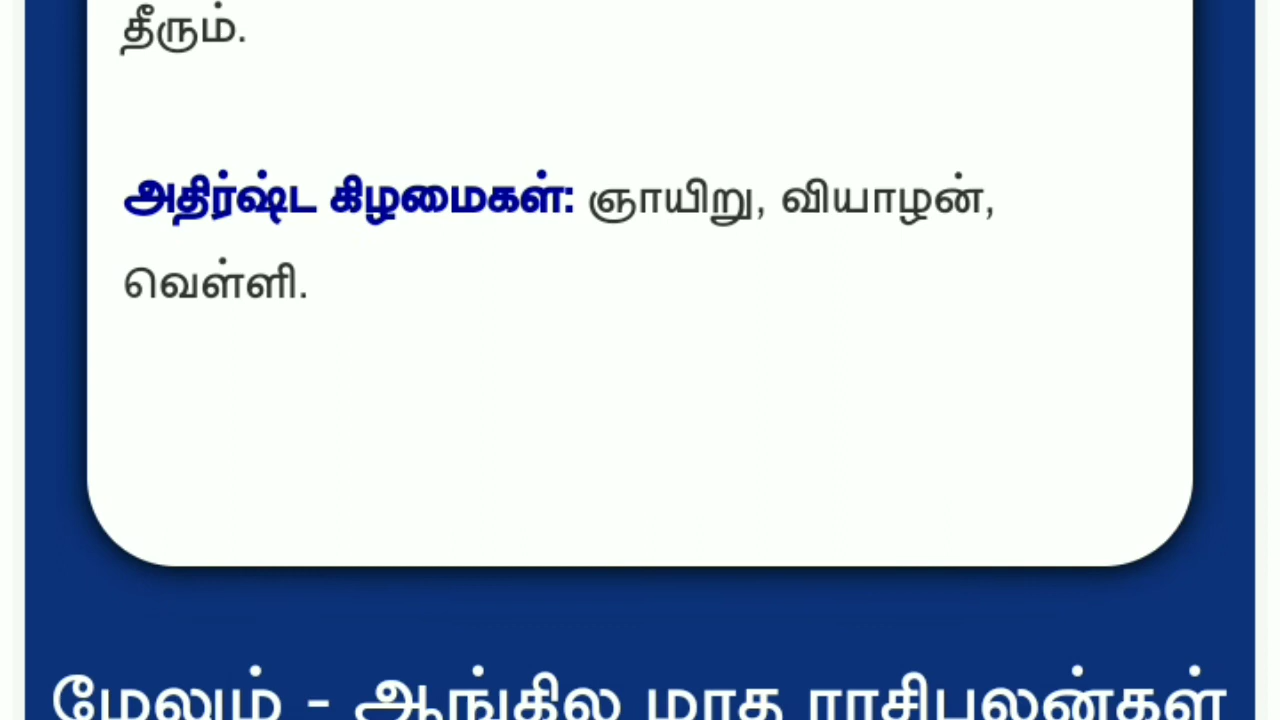 தீரும்.
அதிர்ஷ்ட கிழமைகள்: ஞாயிறு, வியாழன்,
வெள்ளி.
மேலும் - ஆங்கில மாத ராசிபலன்கள்